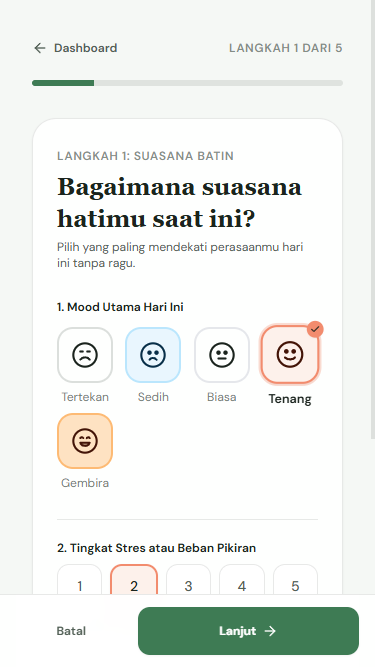 Dashboard
LANGKAH 1 DARI 5
LANGKAH 1: SUASANA BATIN
Bagaimana suasana
hatimu saat ini?
Pilih yang paling mendekati perasaanmu hari
ini tanpa ragu.
1. Mood Utama Hari Ini
Tertekan
Sedih
Biasa
Tenang
Gembira
2. Tingkat Stres atau Beban Pikiran
1
2
3
4
5
Batal
Lanjut